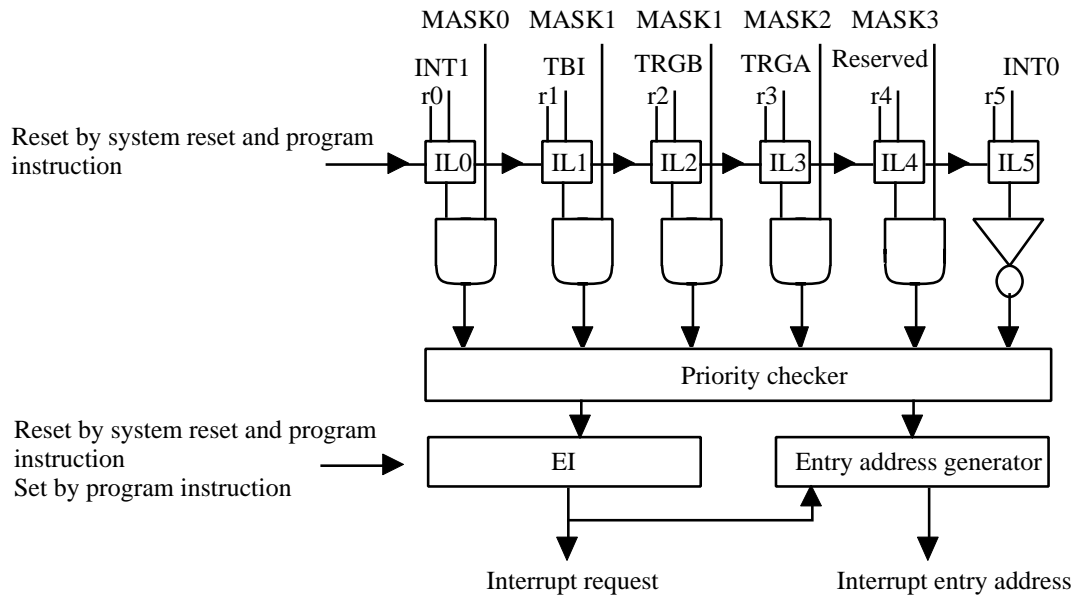 MASK0 MASK1 MASK1 MASK2 MASK3
INT1 TBI TRGB TRGA Reserved INT0
r0 r1 r2 r3 r4 r5
Reset by system reset and program
instruction
IL0 IL1 IL2 IL3 IL4 IL5
Priority checker
Reset by system reset and program
instruction
Set by program instruction
EI Entry address generator
Interrupt request Interrupt entry address